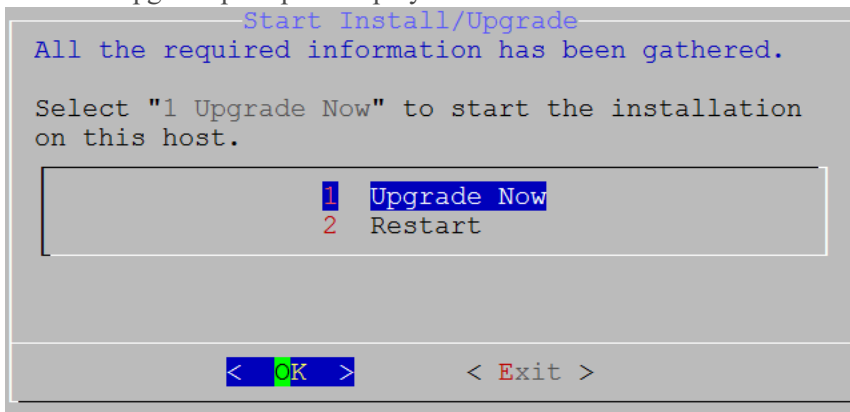 Start Install/Upgrade
All the required information has been gathered.
Select "1 Upgrade Now" to start the installation
on this host.
1 Upgrade Now
2 Restart
< OK > < Exit >